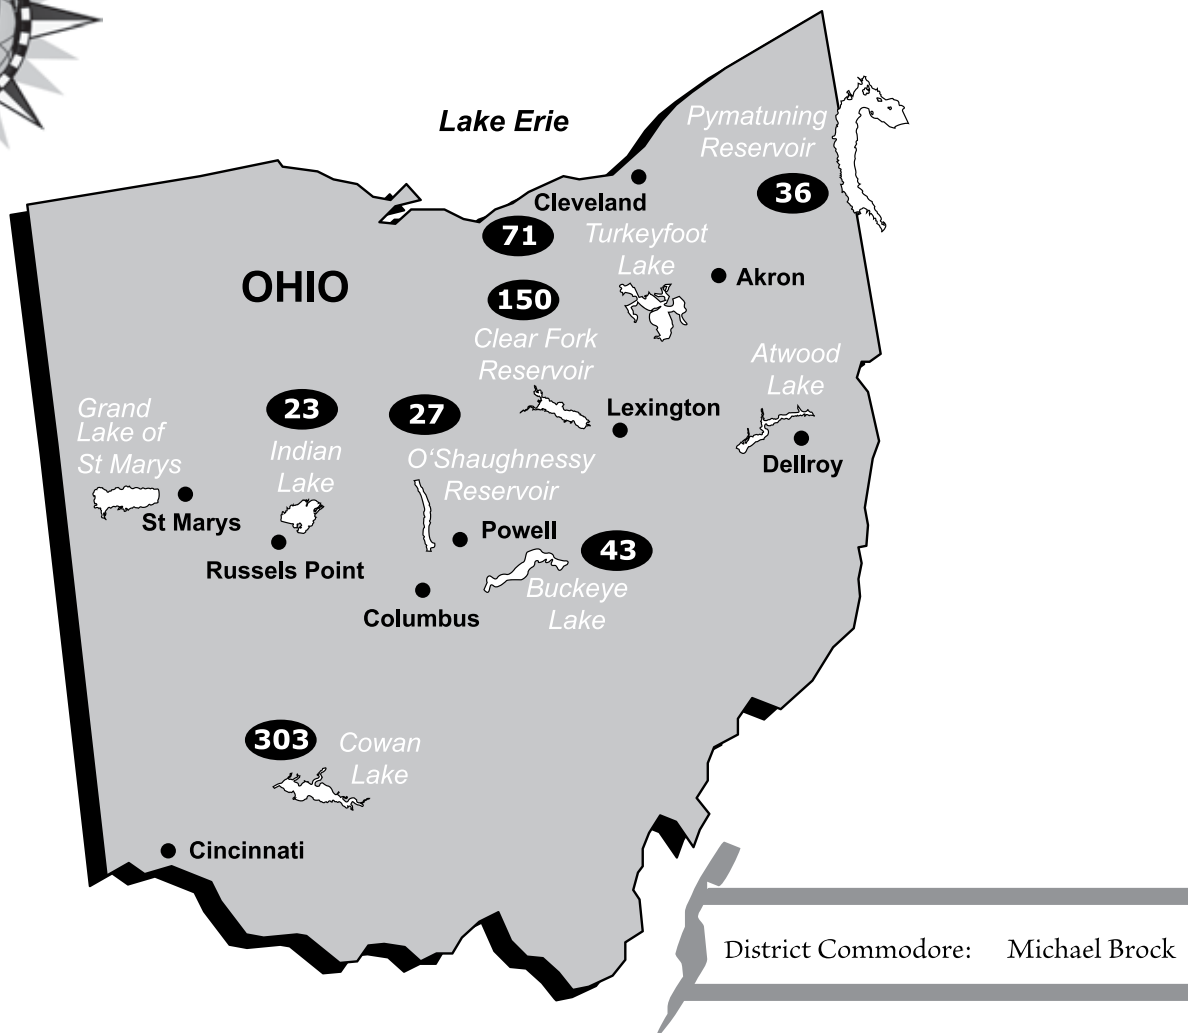 Lake Erie
Pymatuning
Reservoir
36
Cleveland
71
Turkeyfoot
Lake
Akron
OHIO
150
Clear Fork
Reservoir
Atwood
Lake
Grand
Lake of
St Marys
23
27
Lexington
Indian
Lake
O'Shaughnessy
Reservoir
Dellroy
St Marys
Powell
Russels Point
43
Buckeye
Lake
Columbus
303
Cowan
Lake
Cincinnati
District Commodore: Michael Brock